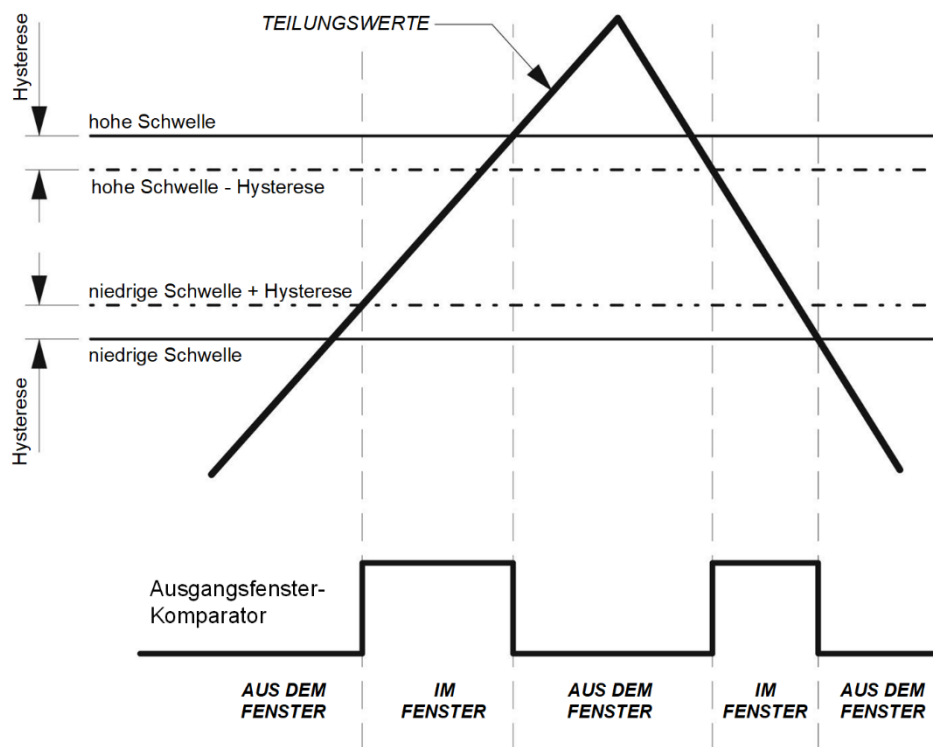 TEILUNGSWERTE
Hysterese
hohe Schwelle
hohe Schwelle - Hysterese
niedrige Schwelle + Hysterese
niedrige Schwelle
Hysterese
Ausgangsfenster-
Komparator
AUS DEM
FENSTER
IM
FENSTER
AUS DEM
FENSTER
IM
FENSTER
AUS DEM
FENSTER